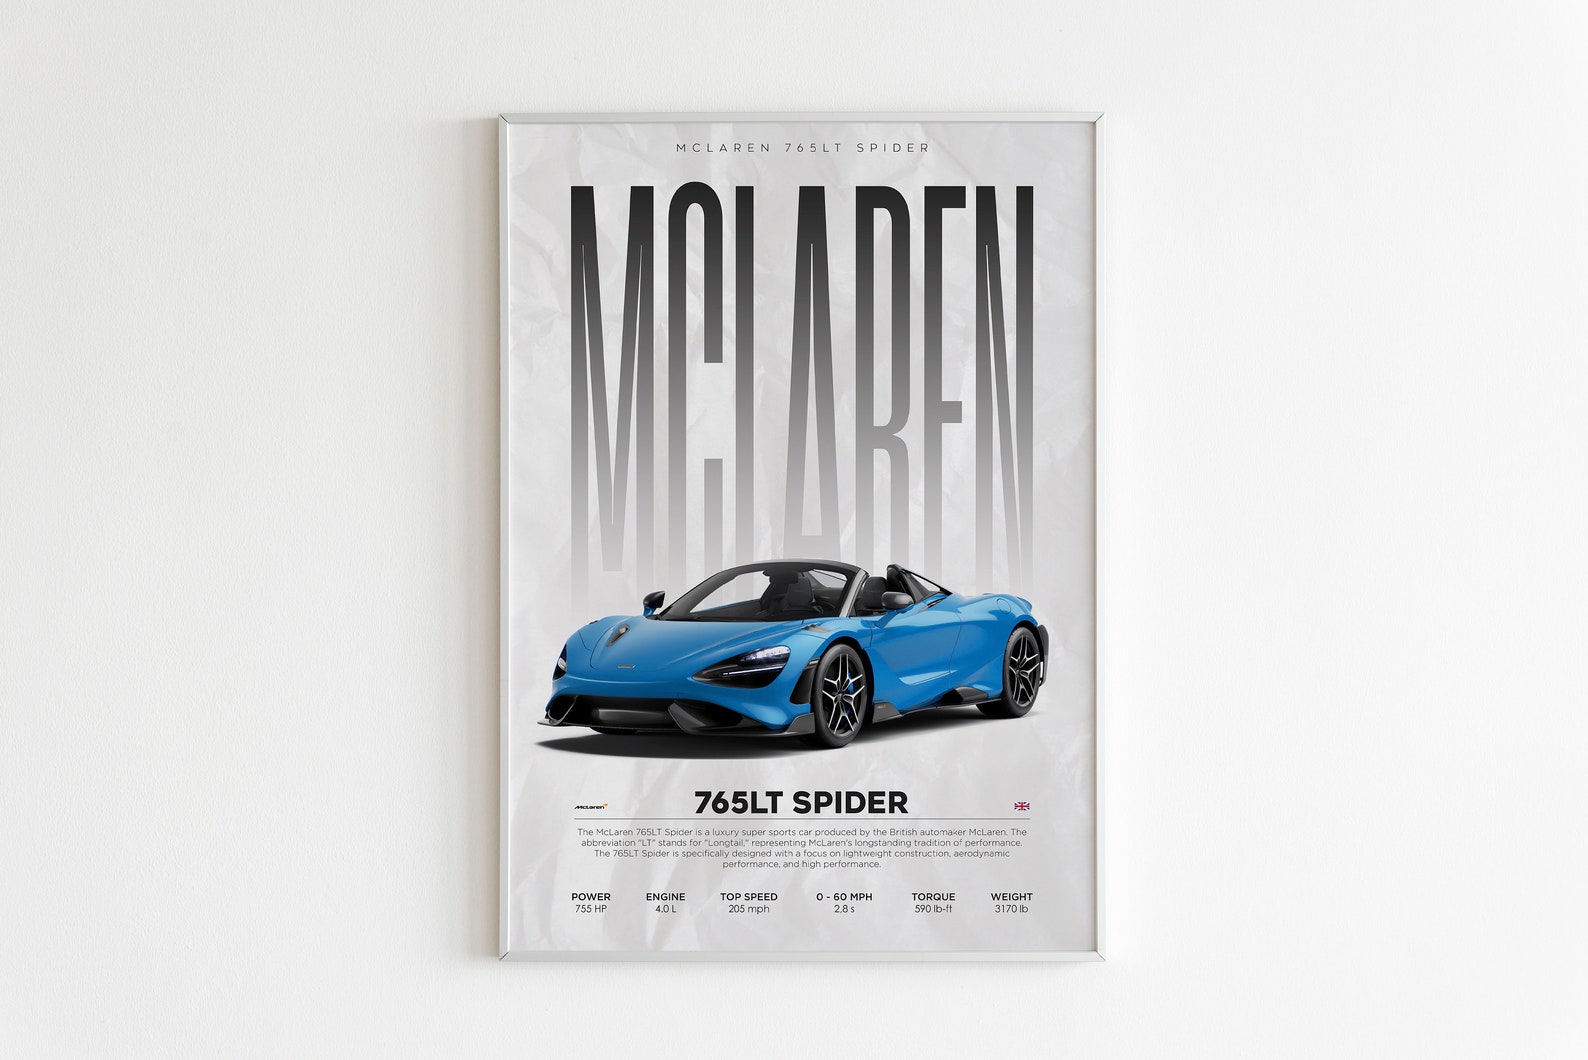 MCLAREN 765LT SPIDER
MCLAREN
McLaren
765LT SPIDER
The McLaren 765LT Spider is a luxury super sports car produced by the British automaker McLaren. The
abbreviation "LT" stands for "Longtail," representing McLaren's longstanding tradition of performance.
The 765LT Spider is specifically designed with a focus on lightweight construction, aerodynamic
performance, and high performance.
POWER ENGINE TOP SPEED 0 - 60 MPH TORQUE WEIGHT
755 HP 4.0 L 205 mph 2,8 s 590 lb-ft 3170 lb